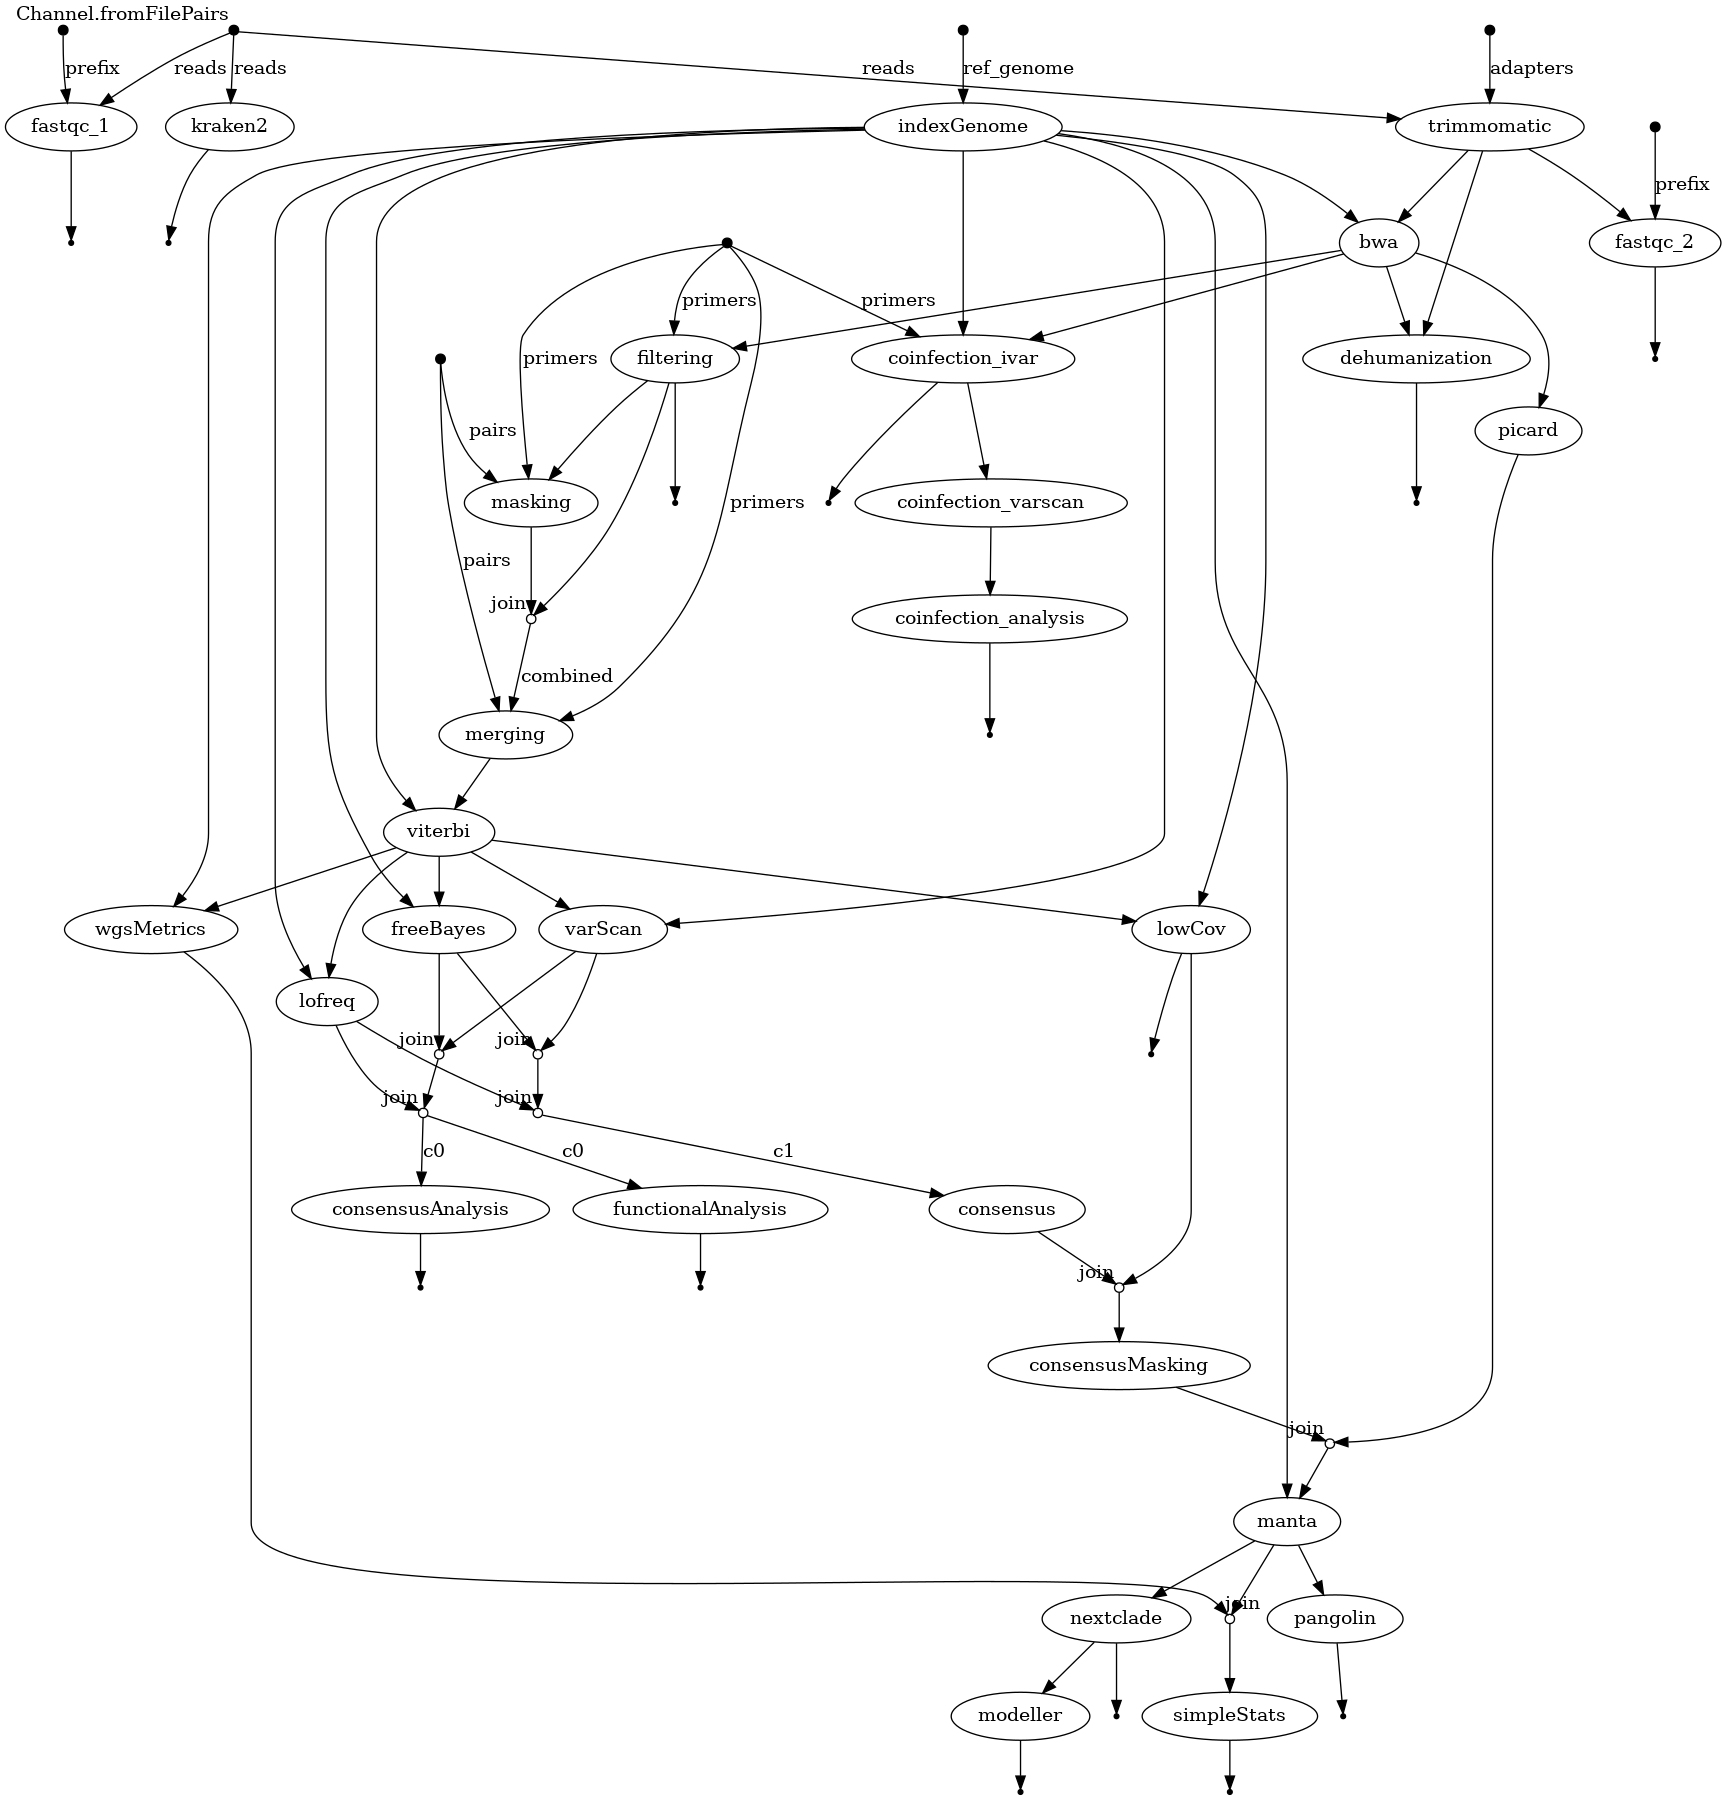 Channel.fromFilePairs
prefix
reads
reads
reads
ref_genome
adapters
fastqc_1
kraken2
indexGenome
trimmomatic
prefix
bwa
fastqc_2
primers
primers
primers
filtering
coinfection_ivar
dehumanization
pairs
picard
masking
primers
coinfection_varscan
pairs
join
coinfection_analysis
combined
merging
viterbi
wgsMetrics
freeBayes
varScan
lowCov
lofreq
join
join
join
join
c0
c0
c1
consensusAnalysis
functionalAnalysis
consensus
join
consensusMasking
join
manta
join
nextclade
pangolin
modeller
simpleStats